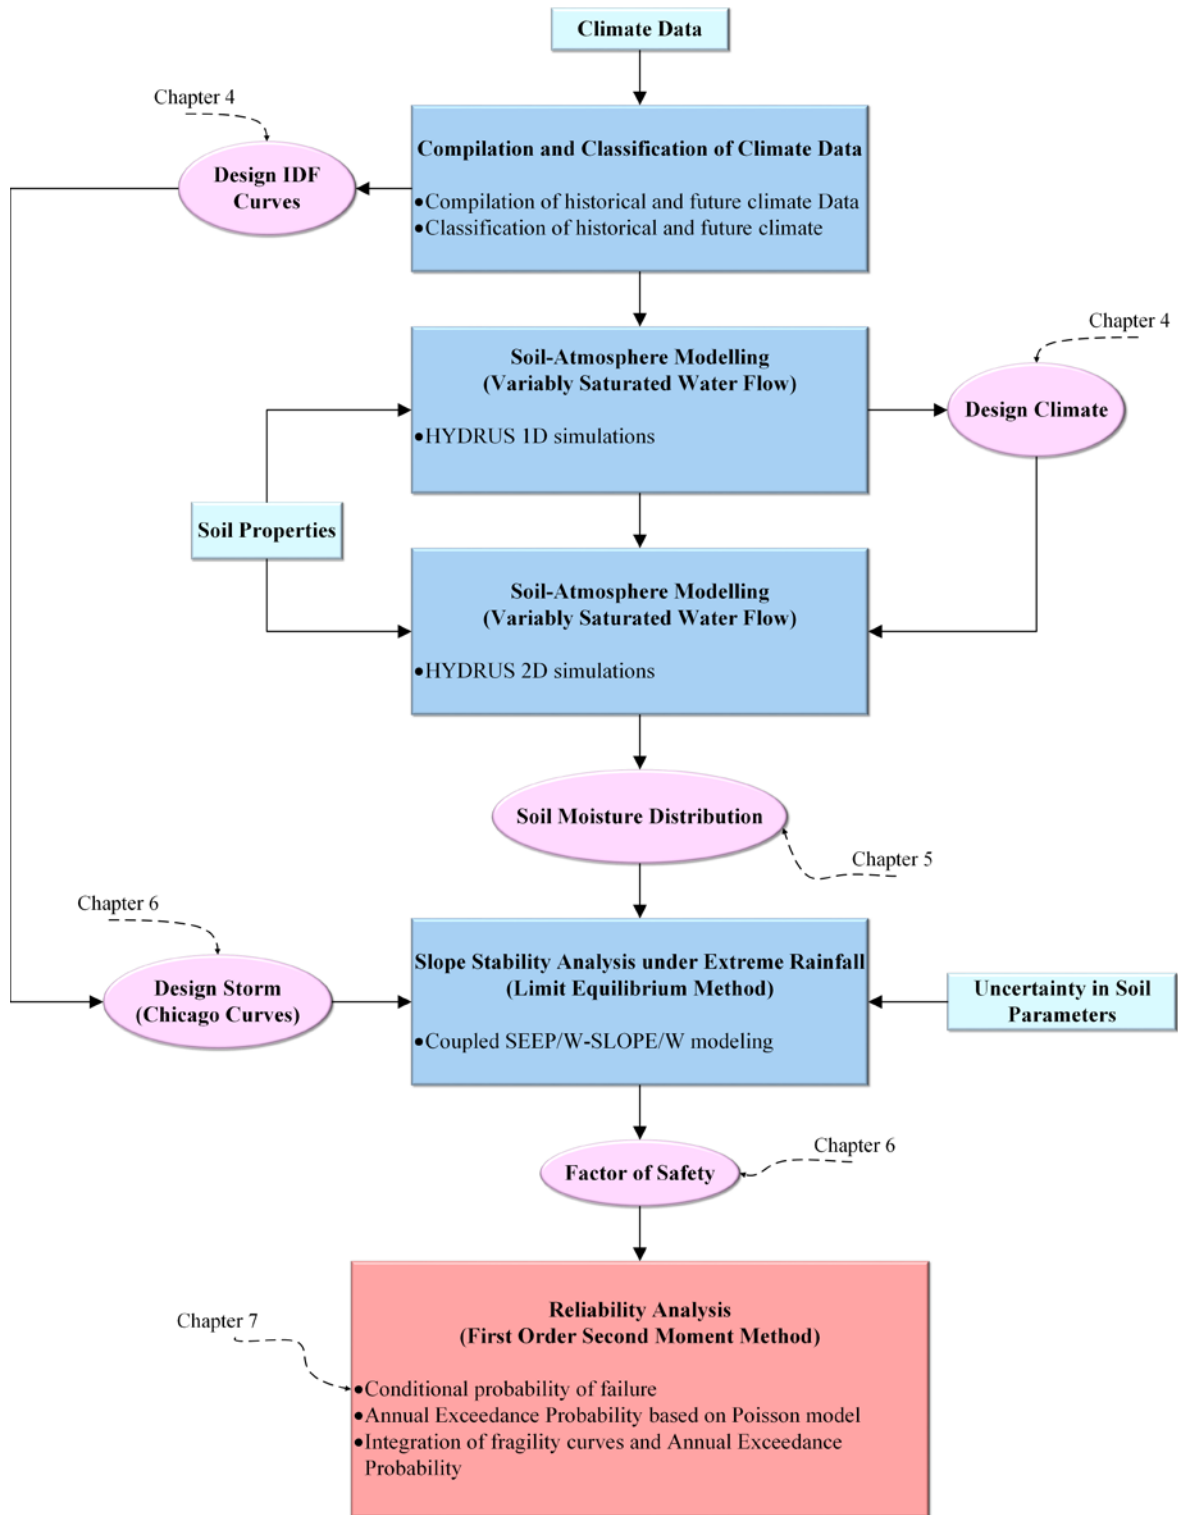 Climate Data
Chapter 4
Design IDF
Curves
Compilation and Classification of Climate Data
●Compilation of historical and future climate Data
●Classification of historical and future climate
Chapter 4
Soil-Atmosphere Modelling
(Variably Saturated Water Flow)
●HYDRUS 1D simulations
Design Climate
Soil Properties
Soil-Atmosphere Modelling
(Variably Saturated Water Flow)
●HYDRUS 2D simulations
Soil Moisture Distribution
Chapter 5
Chapter 6
Design Storm
(Chicago Curves)
Slope Stability Analysis under Extreme Rainfall
(Limit Equilibrium Method)
●Coupled SEEP/W-SLOPE/W modeling
Uncertainty in Soil
Parameters
Chapter 6
Factor of Safety
Chapter 7
Reliability Analysis
(First Order Second Moment Method)
●Conditional probability of failure
●Annual Exceedance Probability based on Poisson model
●Integration of fragility curves and Annual Exceedance
Probability